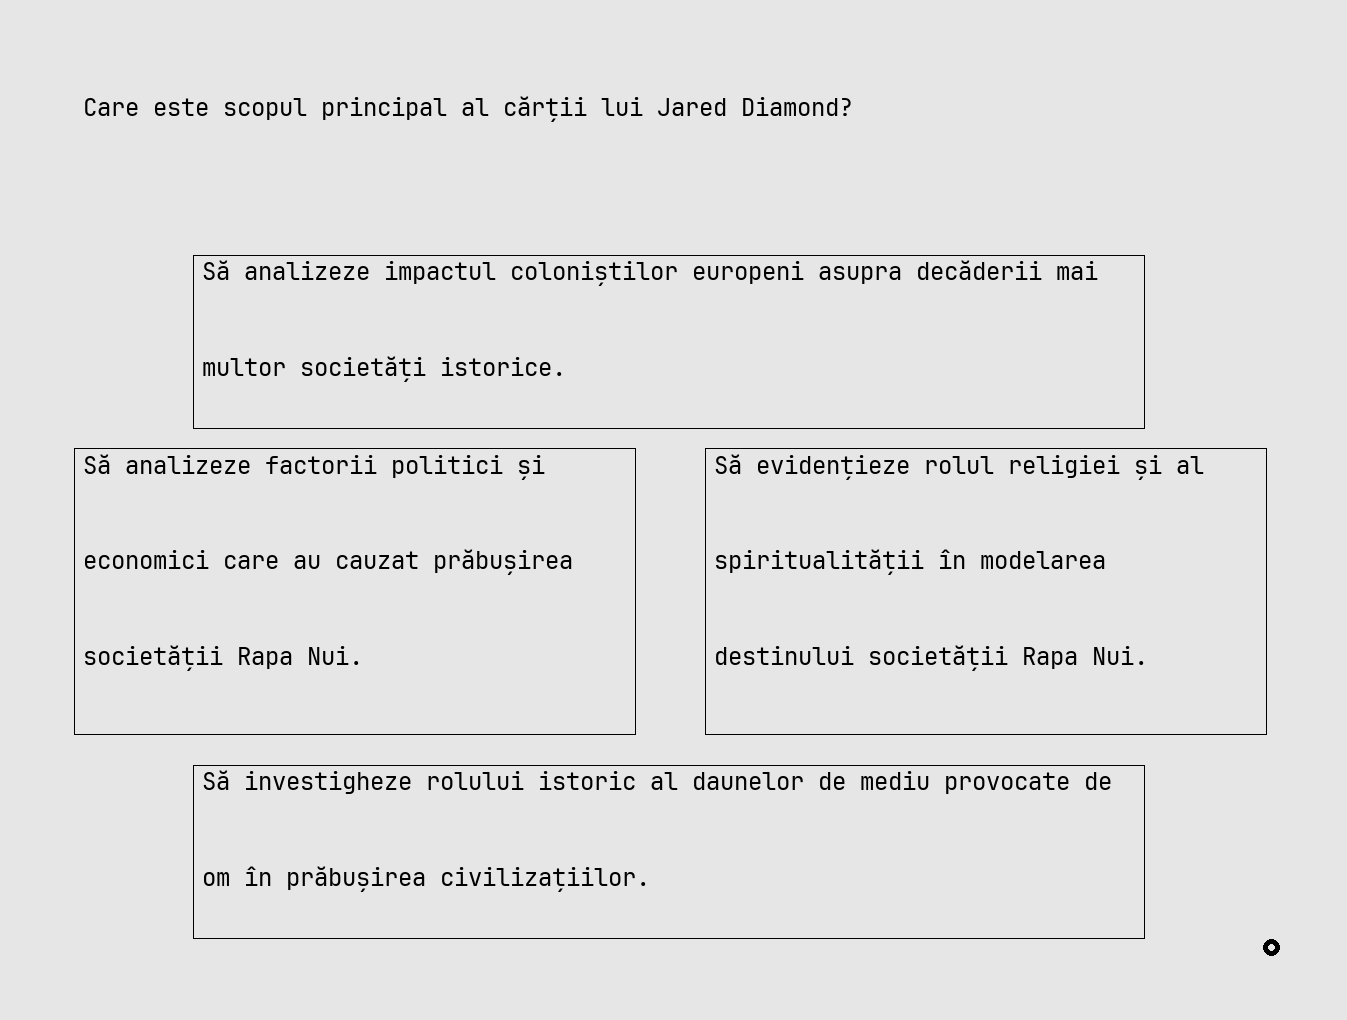 Care este scopul principal al cărții lui Jared Diamond?
Să analizeze impactul coloniștilor europeni asupra decăderii mai
multor societăți istorice.
Să analizeze factorii politici și
economici care au cauzat prăbușirea
societății Rapa Nui.
Să evidențieze rolul religiei și al
spiritualității în modelarea
destinului societății Rapa Nui.
Să investigheze rolului istoric al daunelor de mediu provocate de
om în prăbușirea civilizațiilor.